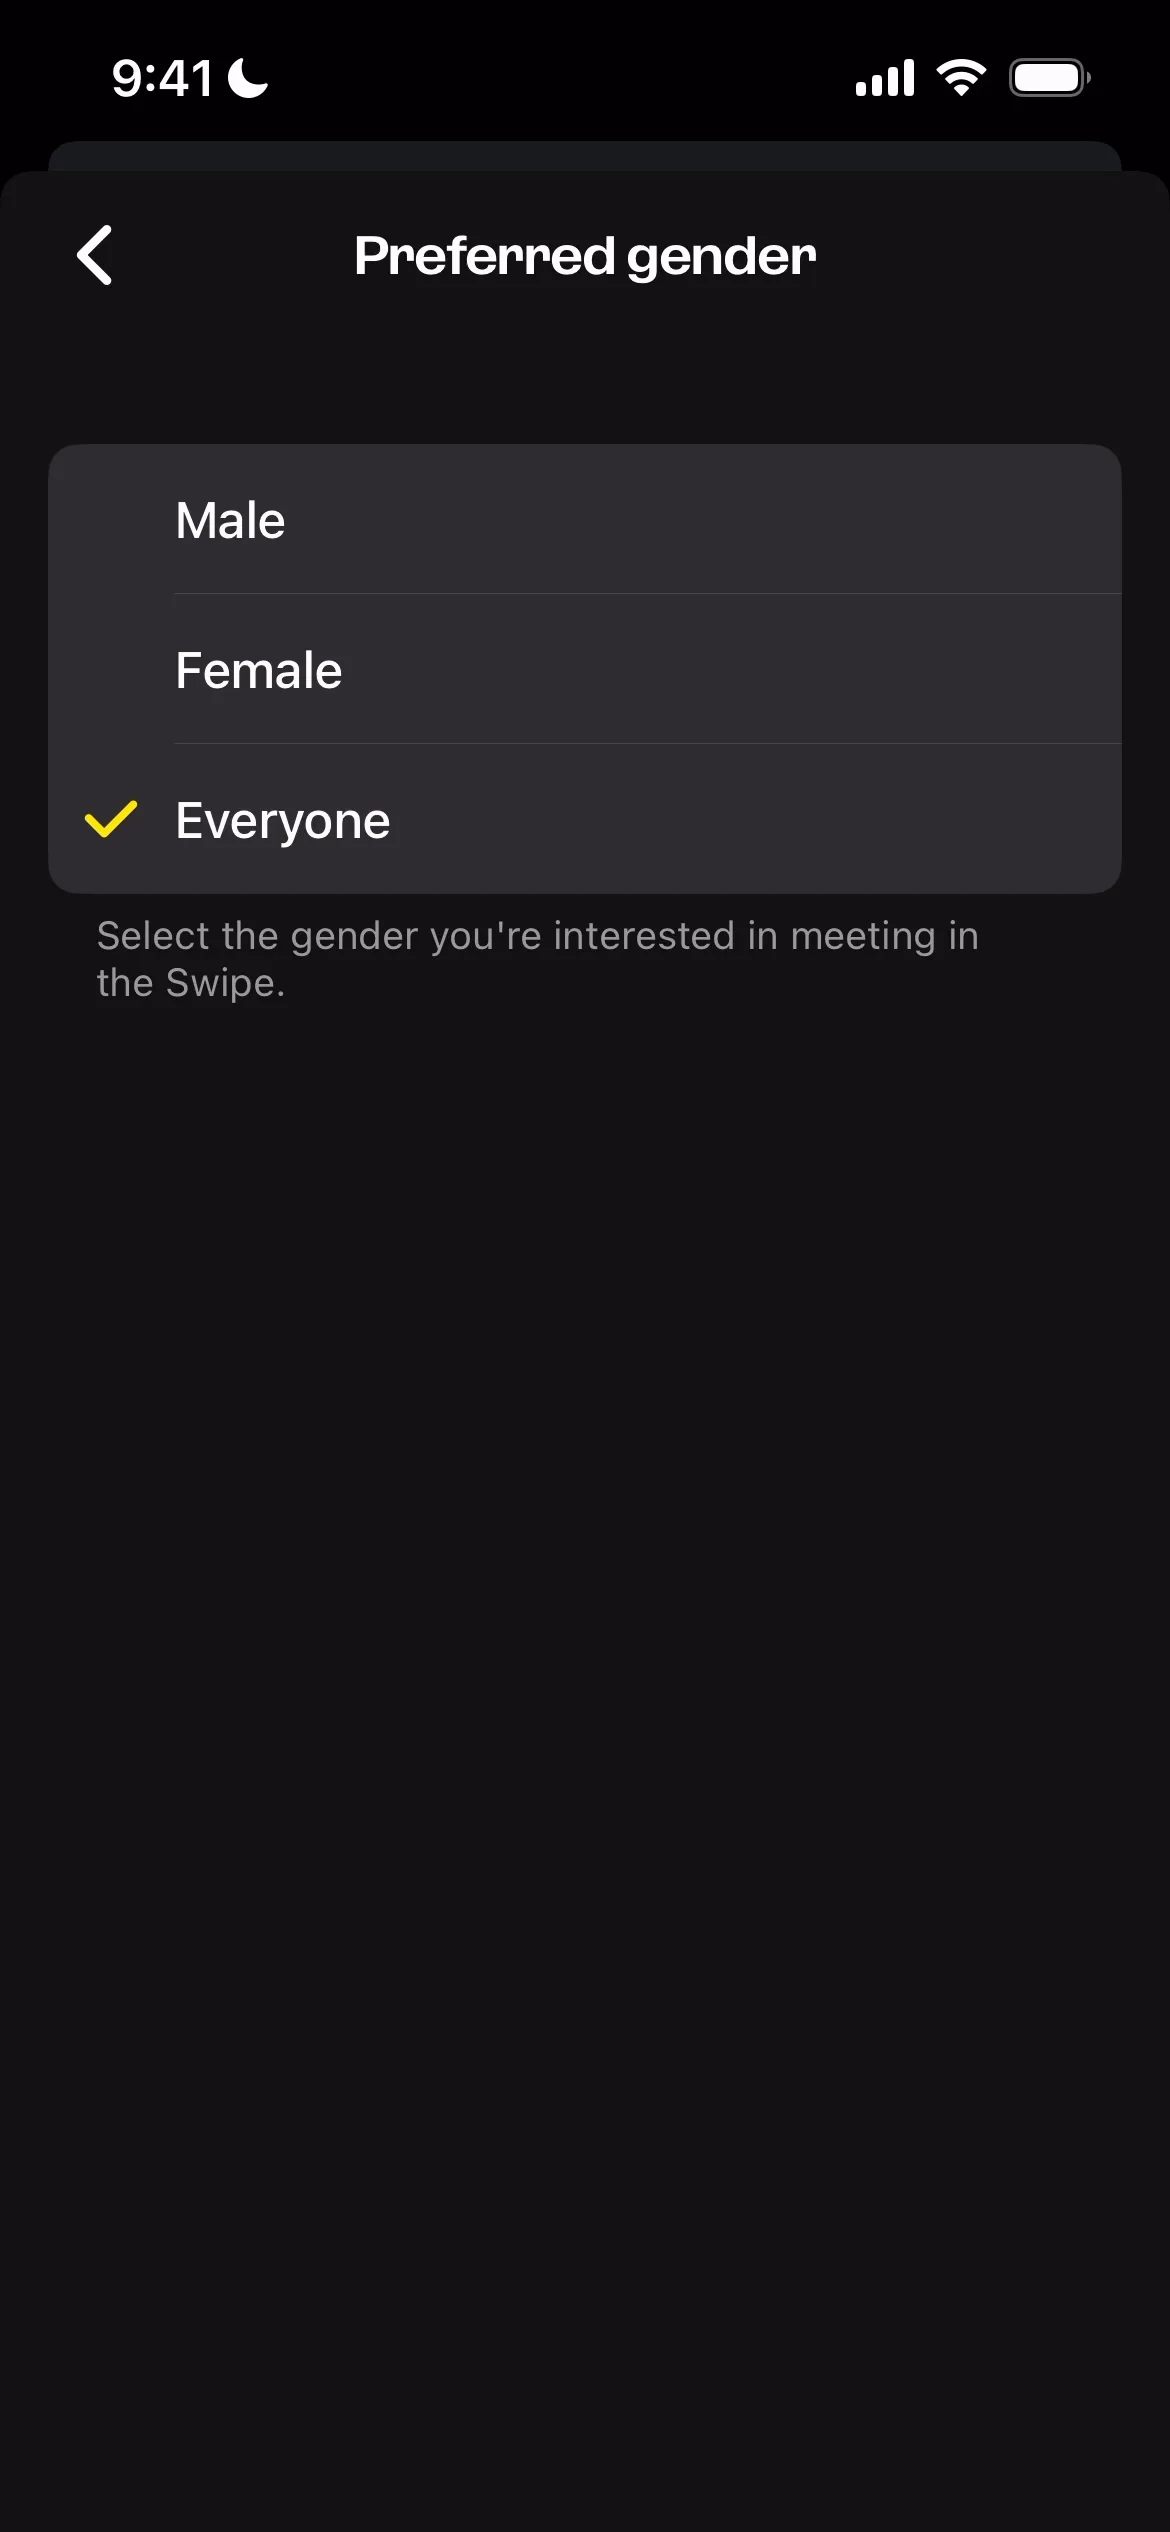 9:41
Preferred gender
Male
Female
Everyone
Select the gender you're interested in meeting in
the Swipe.